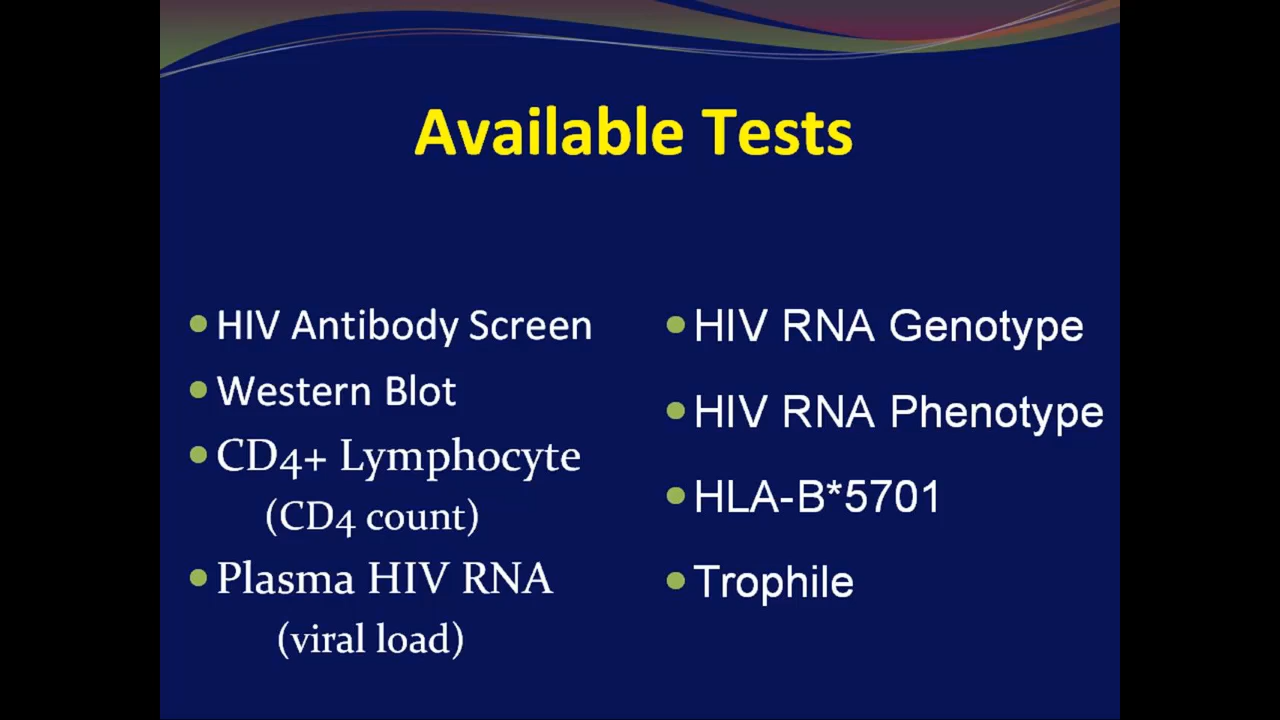 Available Tests
• HIV Antibody Screen
• Western Blot
• CD4+ Lymphocyte
(CD4 count)
• Plasma HIV RNA
(viral load)
• HIV RNA Genotype
• HIV RNA Phenotype
• HLA-B*5701
• Trophile